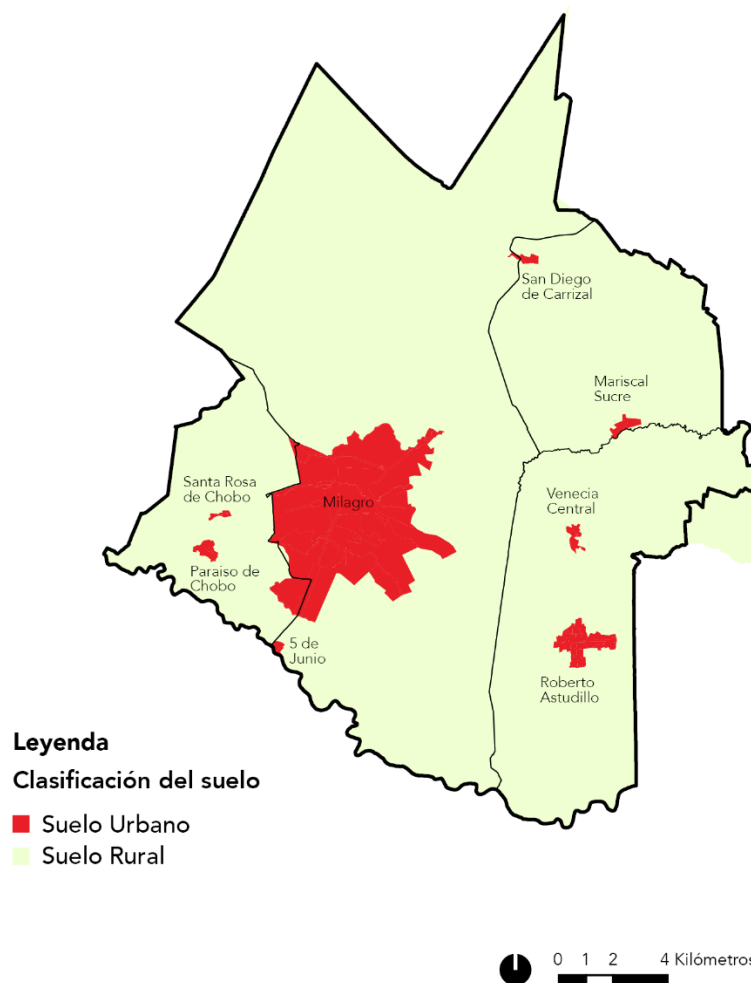 San Diego
de Carrizal
Mariscal
Sucre
Santa Rosa
de Chobo
Milagro
Venecia
Central
Paraiso de
Chobo
5 de
Junio
Roberto
Astudillo
Leyenda
Clasificación del suelo
Suelo Urbano
Suelo Rural
0 1 2 4 Kilómetros